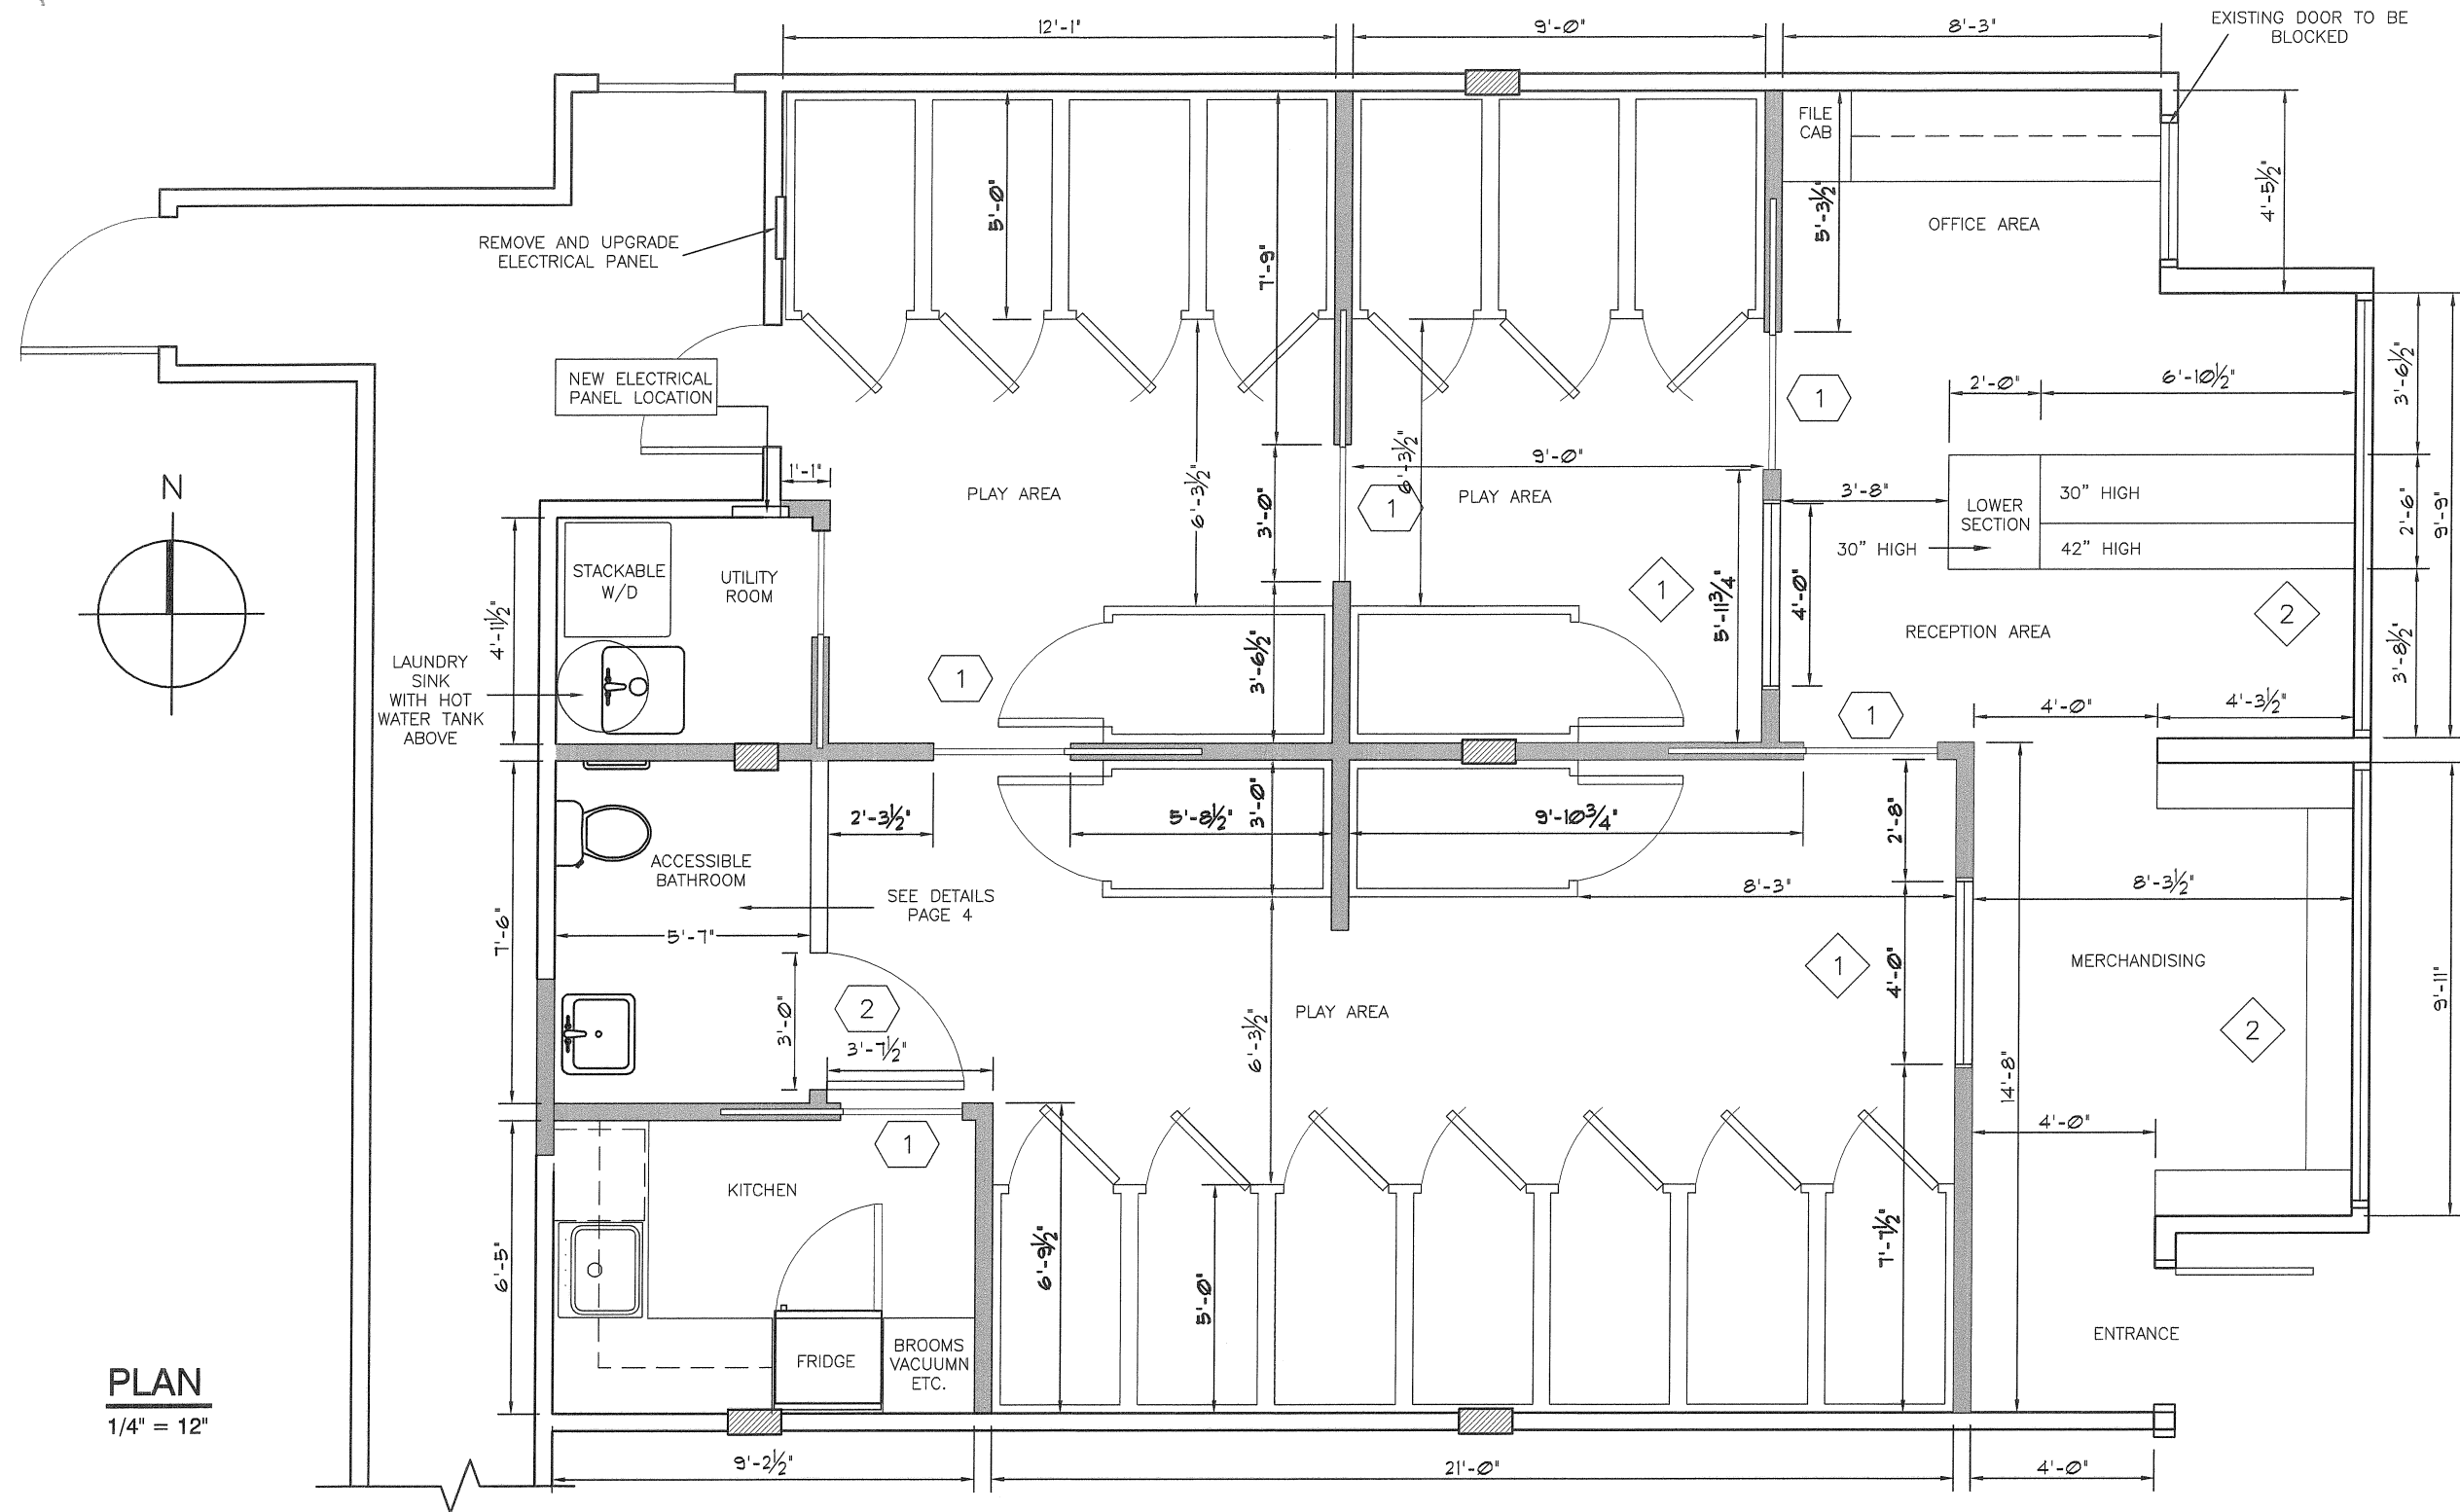 12'-1"
9'-0"
8'-3"
EXISTING DOOR TO BE
BLOCKED
FILE
CAB
5'-0"
7'-9"
5'-3½"
4'-5½"
OFFICE AREA
REMOVE AND UPGRADE
ELECTRICAL PANEL
NEW ELECTRICAL
PANEL LOCATION
1
2'-0"
6'-10½"
3'-6½"
1'-1"
N
PLAY AREA
6'-3½"
3'-0"
1
6'-3½"
9'-0"
PLAY AREA
3'-8"
LOWER
SECTION
30" HIGH
42" HIGH
30" HIGH
2'-6"
9'-9"
STACKABLE
W/D
UTILITY
ROOM
4'-11½"
1
5'-11¾"
4'-0"
2
RECEPTION AREA
3'-8½"
LAUNDRY
SINK
WITH HOT
WATER TANK
ABOVE
1
3'-6½"
1
4'-0"
4'-3½"
2'-3½"
5'-8½"
3'-0"
9'-10¾"
2'-8"
ACCESSIBLE
BATHROOM
SEE DETAILS
PAGE 4
8'-3"
8'-3½"
7'-6"
5'-7"
1
4'-0"
MERCHANDISING
9'-11"
3'-0"
2
3'-7½"
PLAY AREA
6'-3½"
2
14'-8"
4'-0"
1
KITCHEN
6'-5"
6'-9½"
5'-0"
7'-7½"
FRIDGE
BROOMS
VACUUMN
ETC.
ENTRANCE
PLAN
1/4" = 12"
9'-2½"
21'-0"
4'-0"